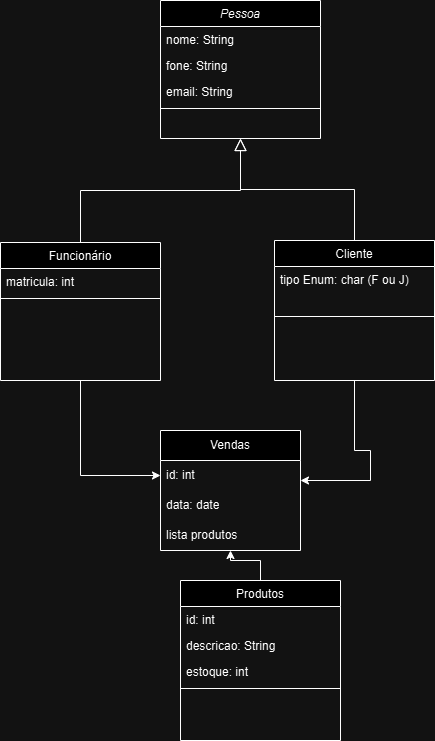 Pessoa
nome: String
fone: String
email: String
Funcionário
matricula: int
Cliente
tipo Enum: char (F ou J)
Vendas
id: int
data: date
lista produtos
Produtos
id: int
descricao: String
estoque: int